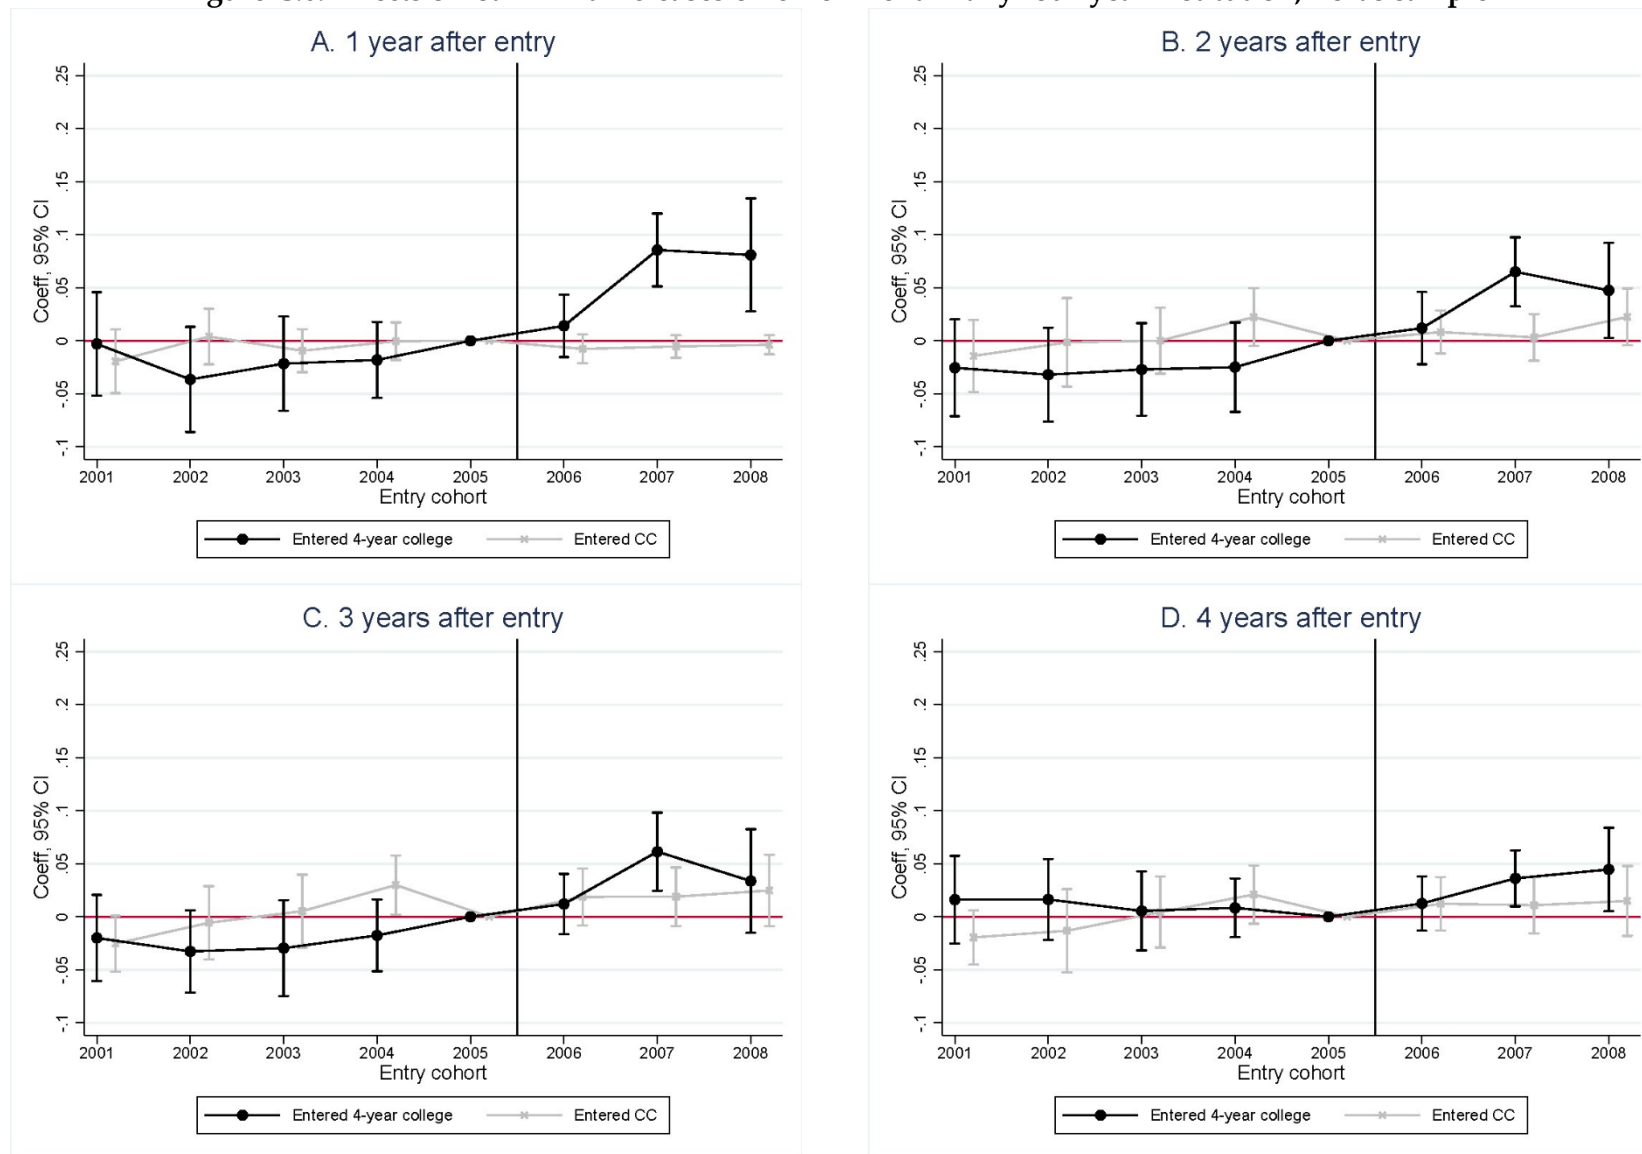 A. 1 year after entry
Coeff, 95% CI
.25
.2
.15
.1
.05
0
-.05
-.1
2001 2002 2003 2004 2005 2006 2007 2008
Entry cohort
Entered 4-year college Entered CC
B. 2 years after entry
Coeff, 95% CI
.25
.2
.15
.1
.05
0
-.05
-.1
2001 2002 2003 2004 2005 2006 2007 2008
Entry cohort
Entered 4-year college Entered CC
C. 3 years after entry
Coeff, 95% CI
.25
.2
.15
.1
.05
0
-.05
-.1
2001 2002 2003 2004 2005 2006 2007 2008
Entry cohort
Entered 4-year college Entered CC
D. 4 years after entry
Coeff, 95% CI
.25
.2
.15
.1
.05
0
-.05
-.1
2001 2002 2003 2004 2005 2006 2007 2008
Entry cohort
Entered 4-year college Entered CC